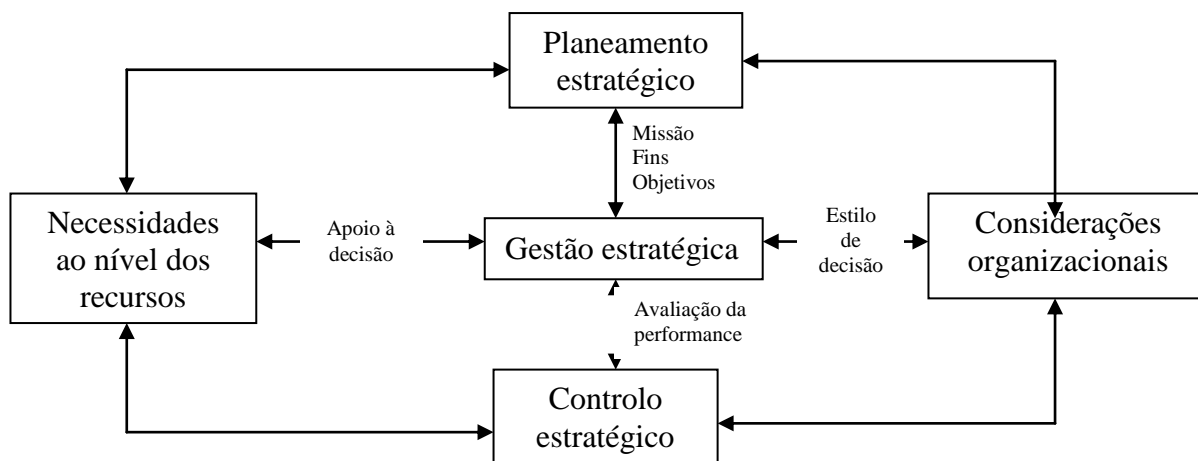 Planeamento
estratégico
Missão
Fins
Objetivos
Necessidades
ao nível dos
recursos
Apoio à
decisão
Gestão estratégica
Estilo
de
decisão
Considerações
organizacionais
Avaliação da
performance
Controlo
estratégico